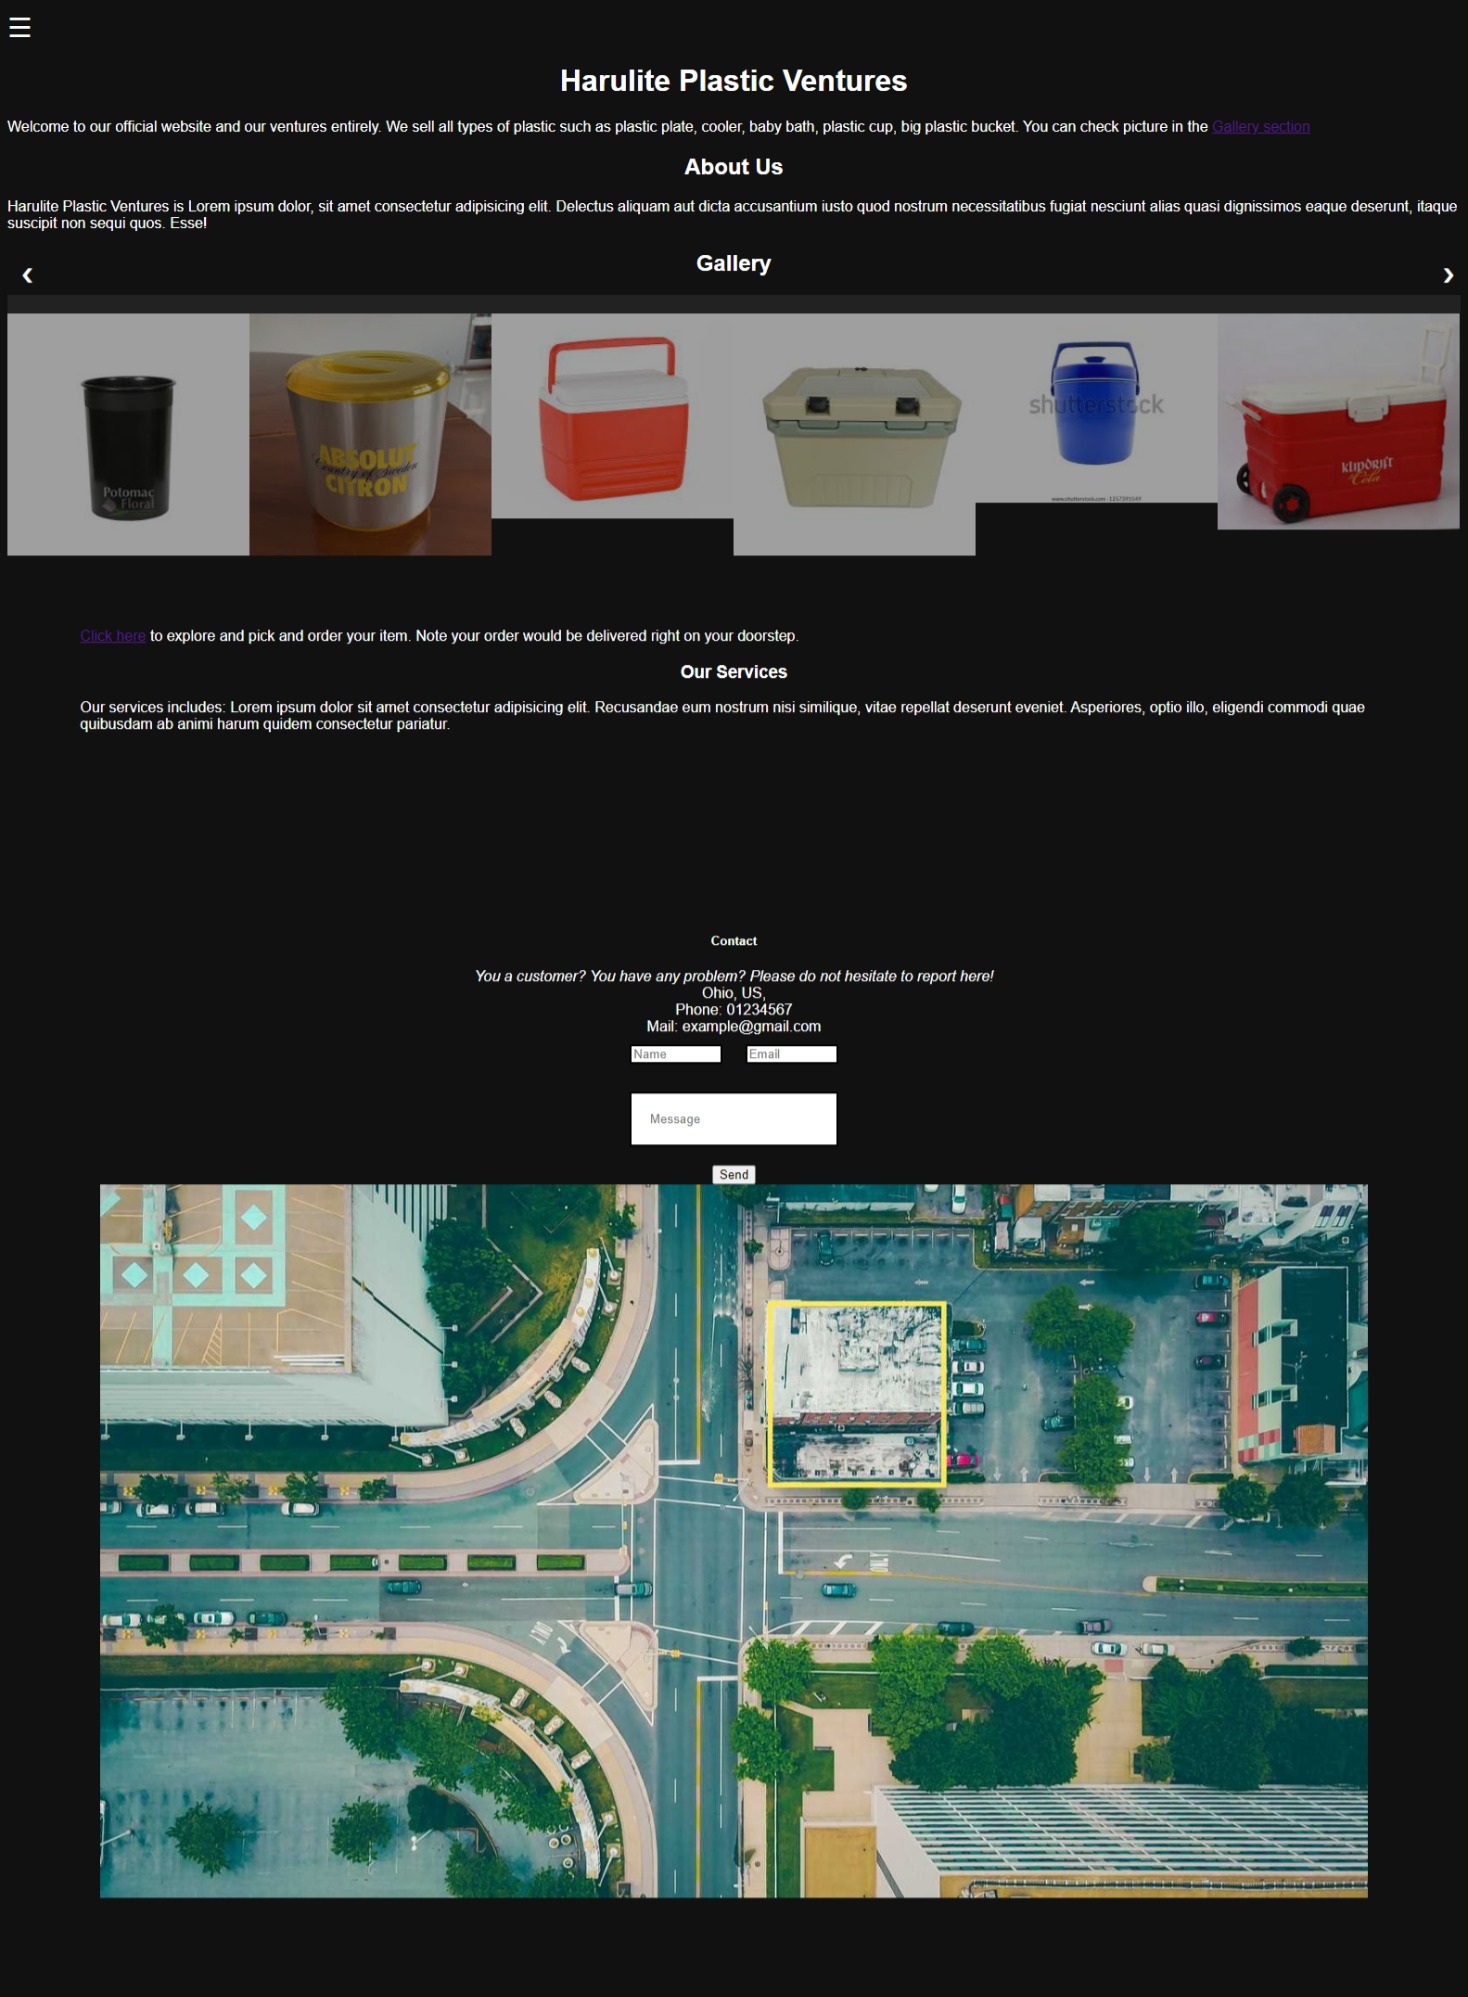 ☰
Harulite Plastic Ventures
Welcome to our official website and our ventures entirely. We sell all types of plastic such as plastic plate, cooler, baby bath, plastic cup, big plastic bucket. You can check picture in the Gallery section
About Us
Harulite Plastic Ventures is Lorem ipsum dolor, sit amet consectetur adipisicing elit. Delectus aliquam aut dicta accusantium iusto quod nostrum necessitatibus fugiat nesciunt alias quasi dignissimos eaque deserunt, itaque
suscipit non sequi quos. Esse!
Gallery
❮ ❯
Potomac
Floral
ABSOLUT
Country of Sweden
CITRON
shutterstock
www.shutterstock.com
KLIPDRIFT
Cola
Click here to explore and pick and order your item. Note your order would be delivered right on your doorstep.
Our Services
Our services includes: Lorem ipsum dolor sit amet consectetur adipisicing elit. Recusandae eum nostrum nisi similique, vitae repellat deserunt eveniet. Asperiores, optio illo, eligendi commodi quae
quibusdam ab animi harum quidem consectetur pariatur.
Contact
You a customer? You have any problem? Please do not hesitate to report here!
Ohio, US,
Phone: 01234567
Mail: example@gmail.com
Name Email
Message
Send
ONLY
ONLY